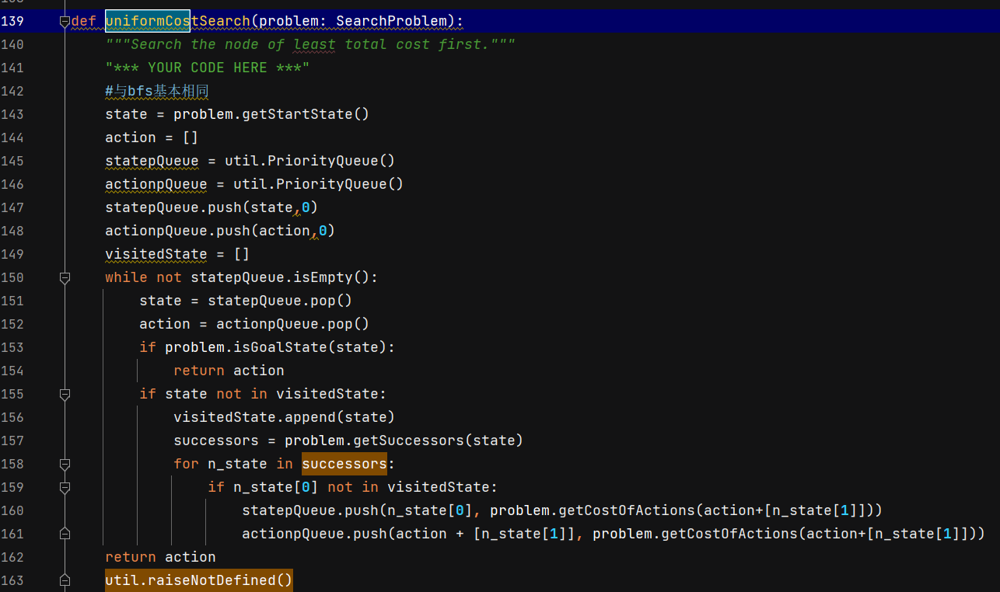 139 def uniformCostSearch(problem: SearchProblem):
140     """Search the node of least total cost first."""
141     "*** YOUR CODE HERE ***"
142     #与bfs基本相同
143     state = problem.getStartState()
144     action = []
145     statepQueue = util.PriorityQueue()
146     actionpQueue = util.PriorityQueue()
147     statepQueue.push(state,0)
148     actionpQueue.push(action,0)
149     visitedState = []
150     while not statepQueue.isEmpty():
151         state = statepQueue.pop()
152         action = actionpQueue.pop()
153         if problem.isGoalState(state):
154             return action
155         if state not in visitedState:
156             visitedState.append(state)
157             successors = problem.getSuccessors(state)
158             for n_state in successors:
159                 if n_state[0] not in visitedState:
160                     statepQueue.push(n_state[0], problem.getCostOfActions(action+[n_state[1]]))
161                     actionpQueue.push(action + [n_state[1]], problem.getCostOfActions(action+[n_state[1]]))
162     return action
163     util.raiseNotDefined()